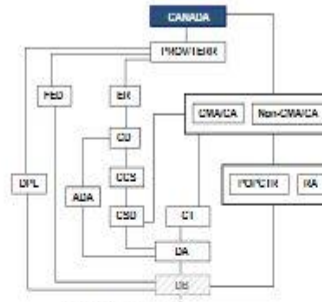 CANADA
PROV/TERR
FED
ER
CMA/CA
Non-CMA/CA
CD
CCS
POPCTR
RA
DPL
ADA
CSD
CT
DA
DB